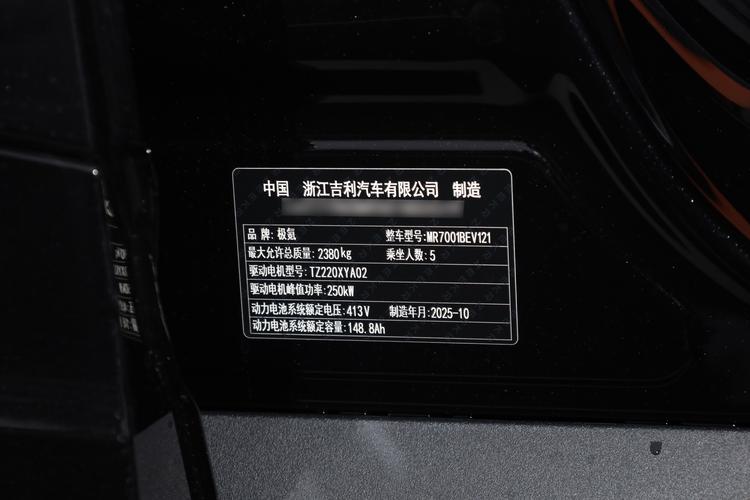 中国 浙江吉利汽车有限公司 制造
品 牌:极氪 整车型号:MR7001BEV121
最大允许总质量:2380kg 乘坐人数:5
驱动电机型号:TZ220XYA02
驱动电机峰值功率:250kW
动力电池系统额定电压:413V 制造年月:2025-10
动力电池系统额定容量:148.8Ah